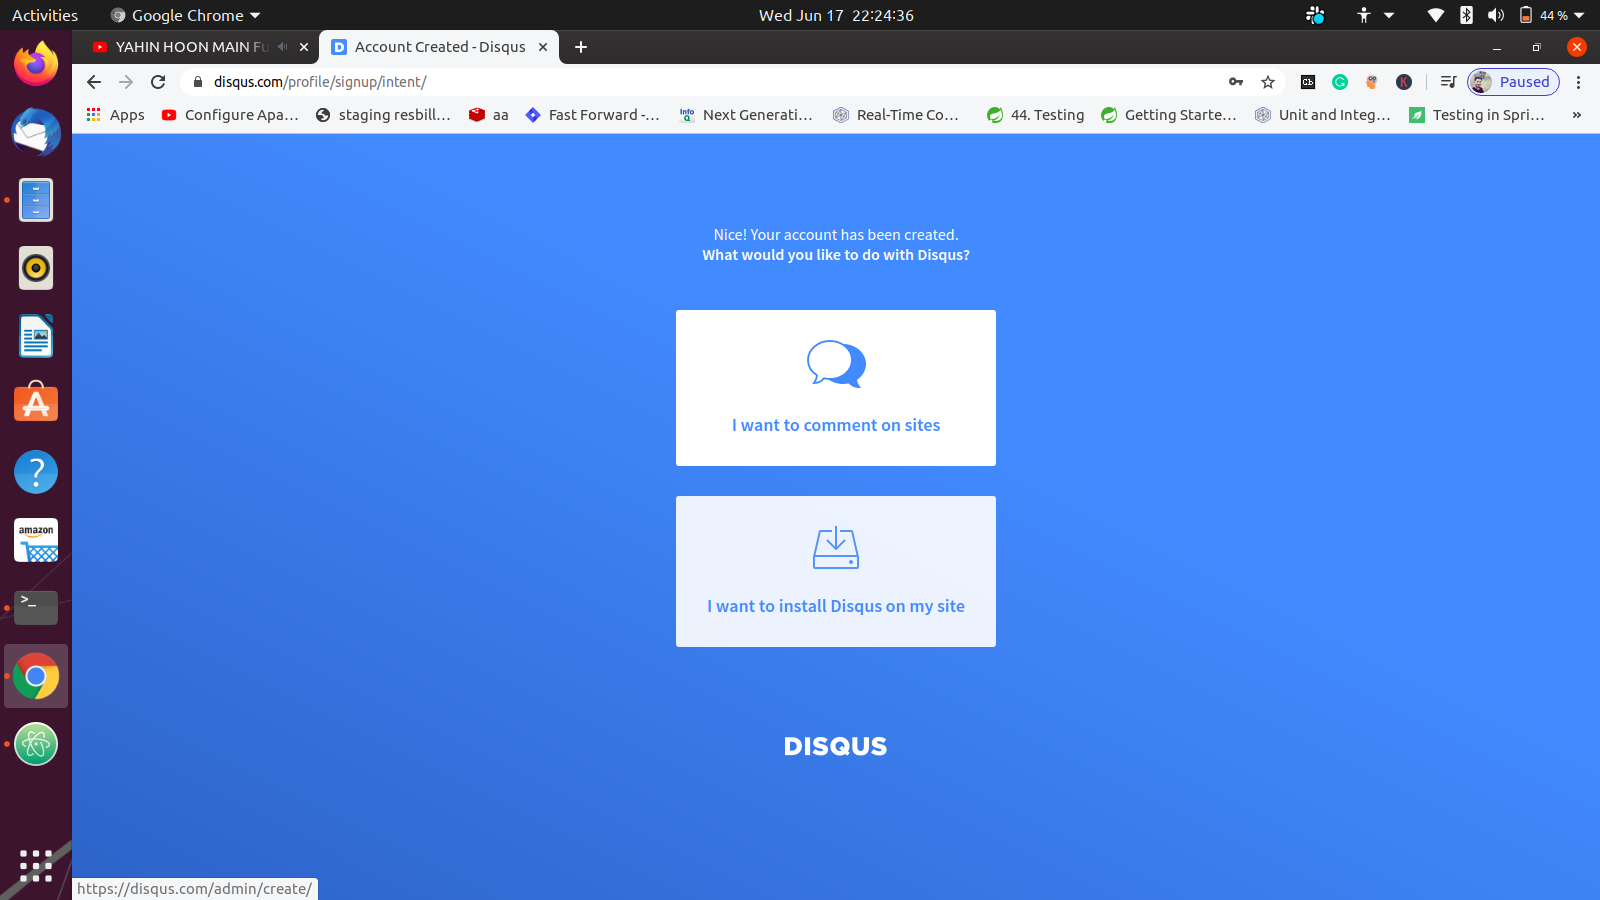 Activities
Google Chrome
Wed Jun 17 22:24:36
44 %
YAHIN HOON MAIN Fu
Account Created - Disqus
disqus.com/profile/signup/intent/
Paused
Apps
Configure Apa...
staging resbill...
aa
Fast Forward -...
Next Generati...
Real-Time Co...
44. Testing
Getting Starte...
Unit and Integ...
Testing in Spri...
»
Nice! Your account has been created.
What would you like to do with Disqus?
I want to comment on sites
I want to install Disqus on my site
DISQUS
amazon
https://disqus.com/admin/create/